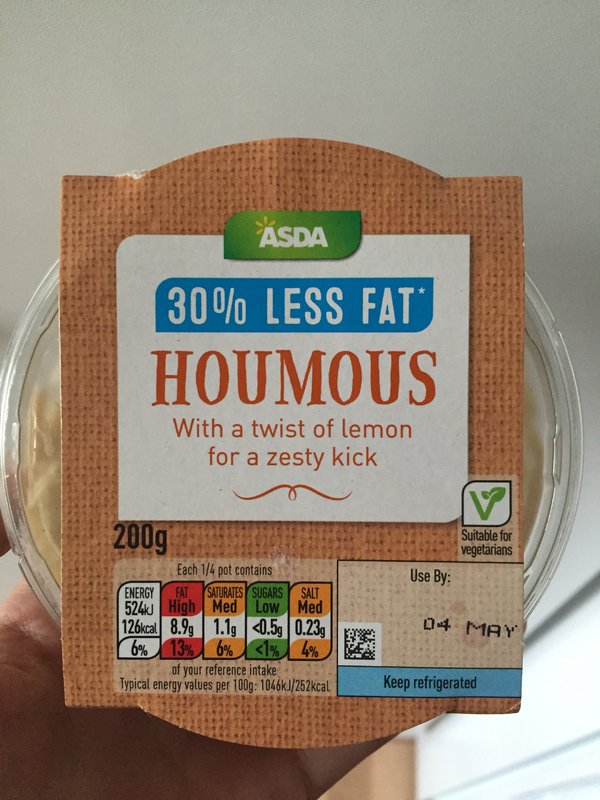 ASDA
30% LESS FAT*
HOUMOUS
With a twist of lemon
for a zesty kick
200g
Suitable for
vegetarians
Each 1/4 pot contains
ENERGY FAT SATURATES SUGARS SALT
524kJ High Med Low Med
126kcal 8.9g 1.1g <0.5g 0.23g
6% 13% 6% <1% 4%
of your reference intake
Typical energy values per 100g: 1046kJ/252kcal
Use By:
04 MAY
Keep refrigerated